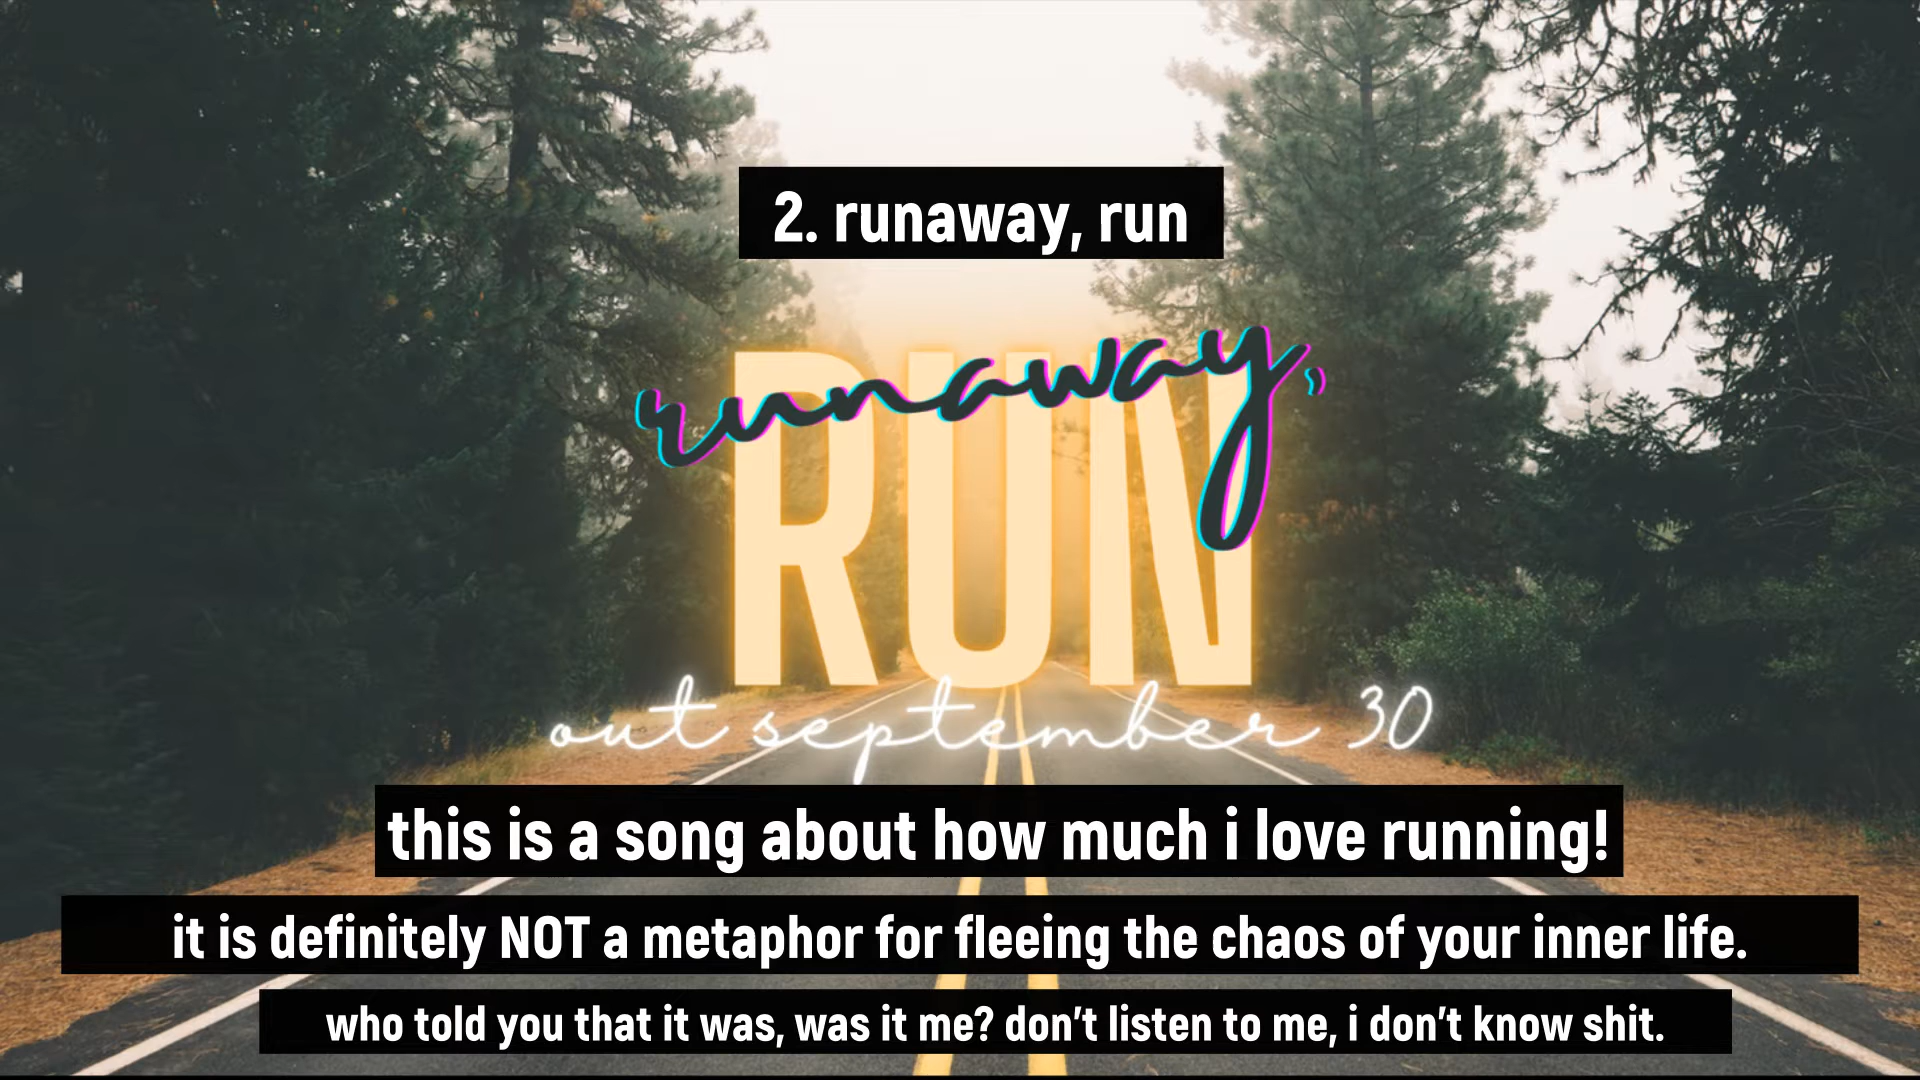 2. runaway, run
runaway,
RUN
out september 30
this is a song about how much i love running!
it is definitely NOT a metaphor for fleeing the chaos of your inner life.
who told you that it was, was it me? don't listen to me, i don't know shit.